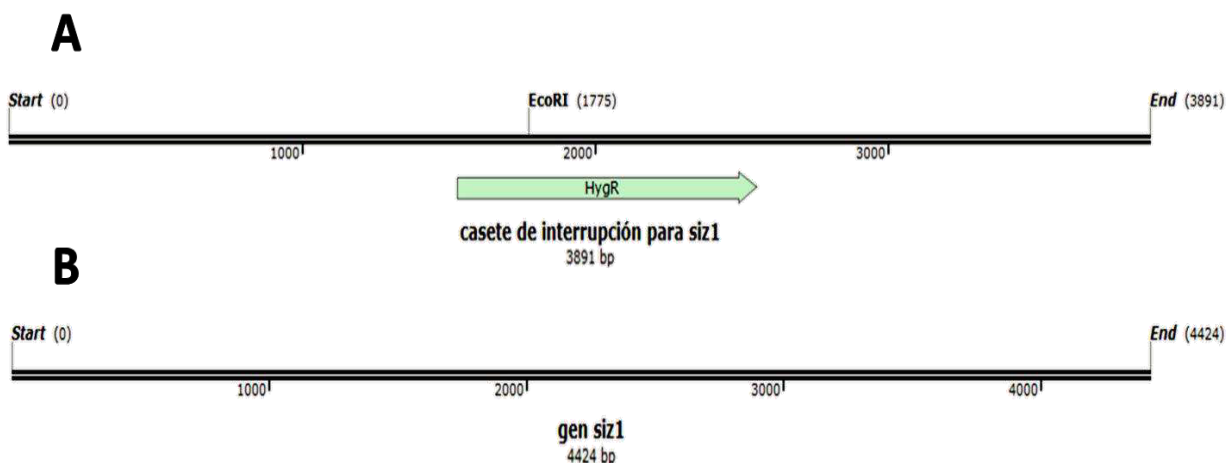 A
Start (0) EcoRI (1775) End (3891)
1000 2000 3000
HygR
casete de interrupción para siz1
3891 bp
B
Start (0) End (4424)
1000 2000 3000 4000
gen siz1
4424 bp